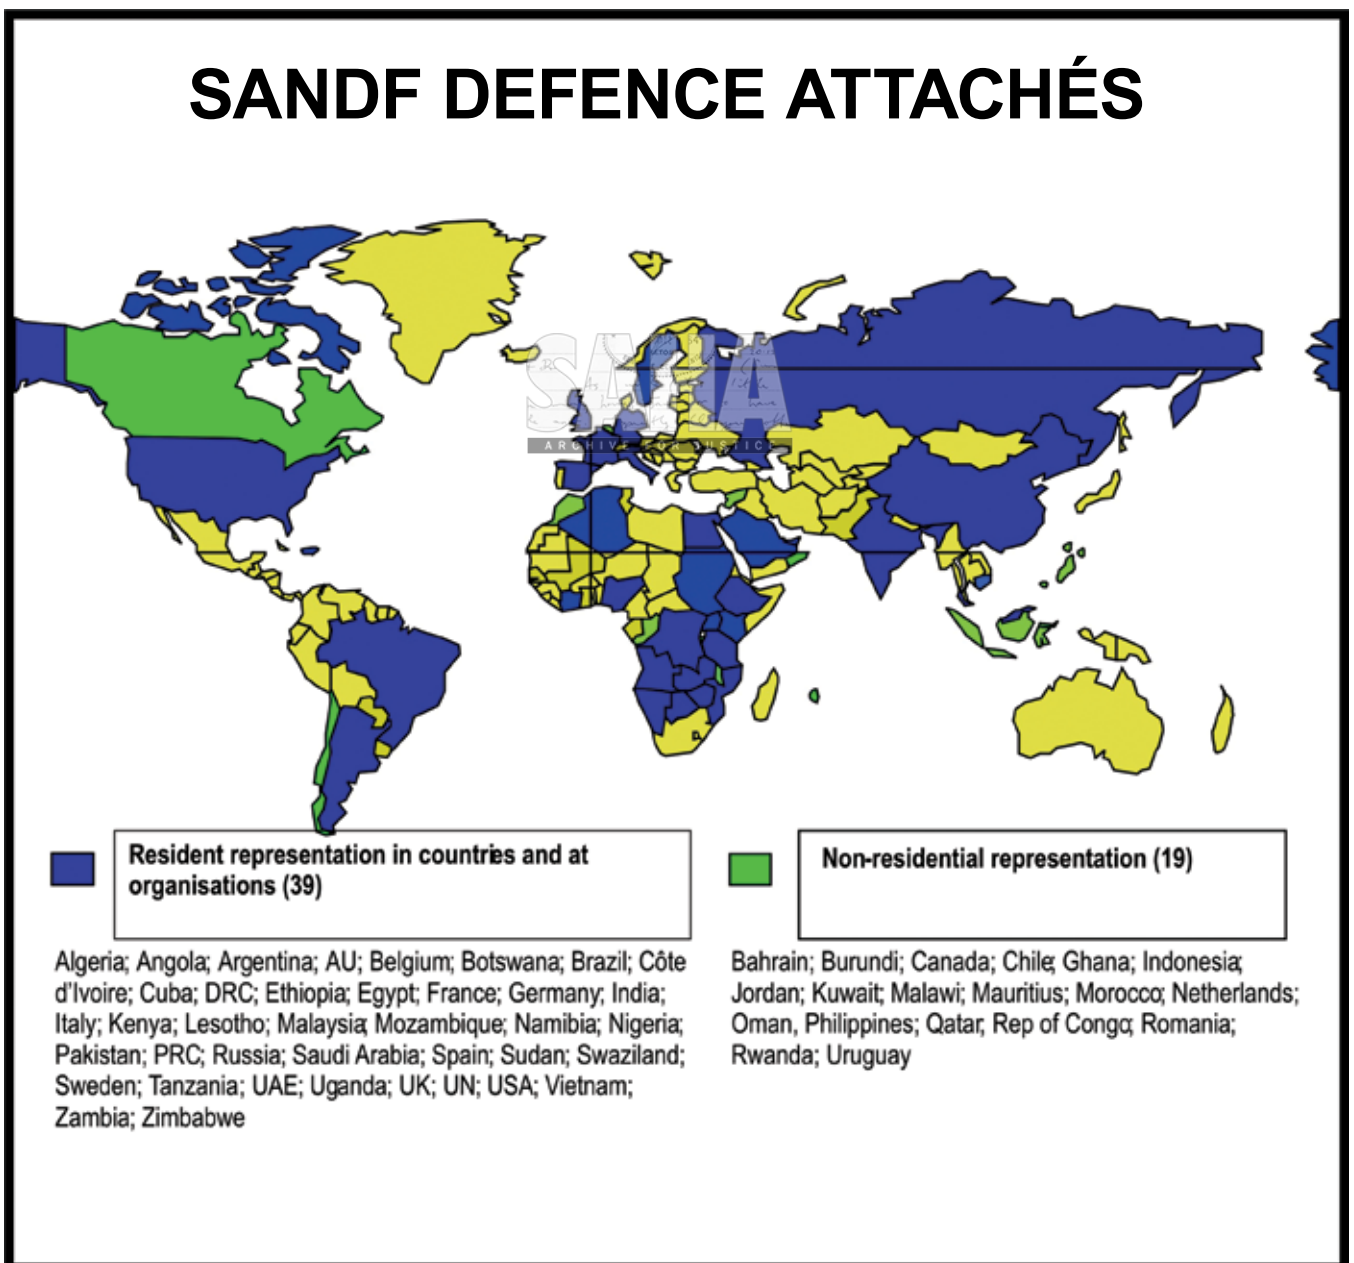 SANDF DEFENCE ATTACHÉS
SAHA
ARCHIVE FOR JUSTICE
Resident representation in countries and at
organisations (39)
Non-residential representation (19)
Algeria; Angola; Argentina; AU; Belgium; Botswana; Brazil; Côte
d'Ivoire; Cuba; DRC; Ethiopia; Egypt; France; Germany; India;
Italy; Kenya; Lesotho; Malaysia; Mozambique; Namibia; Nigeria;
Pakistan; PRC; Russia; Saudi Arabia; Spain; Sudan; Swaziland;
Sweden; Tanzania; UAE; Uganda; UK; UN; USA; Vietnam;
Zambia; Zimbabwe
Bahrain; Burundi; Canada; Chile; Ghana; Indonesia;
Jordan; Kuwait; Malawi; Mauritius; Morocco; Netherlands;
Oman, Philippines; Qatar; Rep of Congo; Romania;
Rwanda; Uruguay